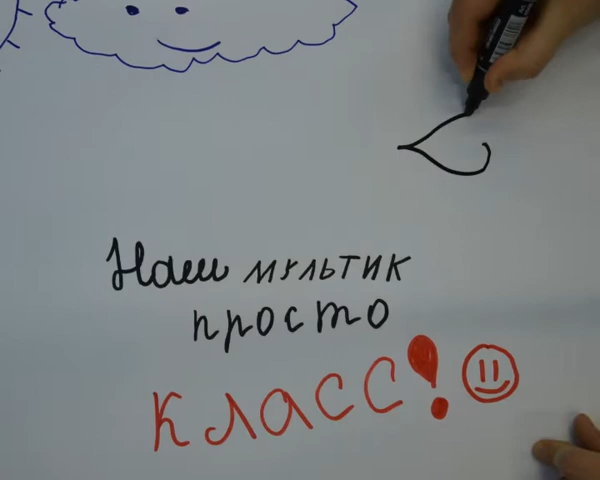 Наш мультик
просто
класс!